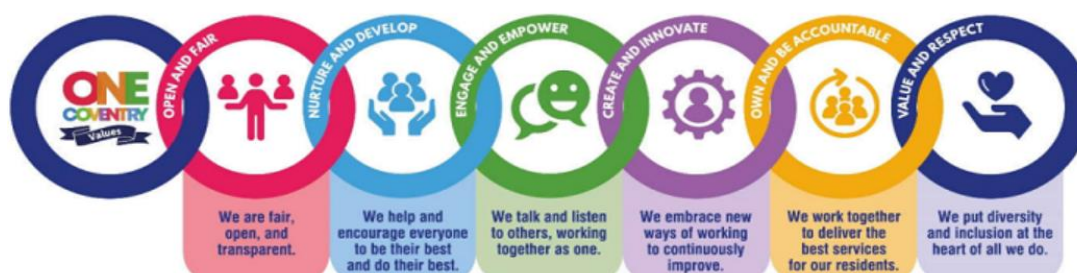 ONE
COVENTRY
Values
OPEN AND FAIR
NURTURE AND DEVELOP
ENGAGE AND EMPOWER
CREATE AND INNOVATE
OWN AND BE ACCOUNTABLE
VALUE AND RESPECT
We are fair,
open, and
transparent.
We help and
encourage everyone
to be their best
and do their best.
We talk and listen
to others, working
together as one.
We embrace new
ways of working
to continuously
improve.
We work together
to deliver the
best services
for our residents.
We put diversity
and inclusion at the
heart of all we do.